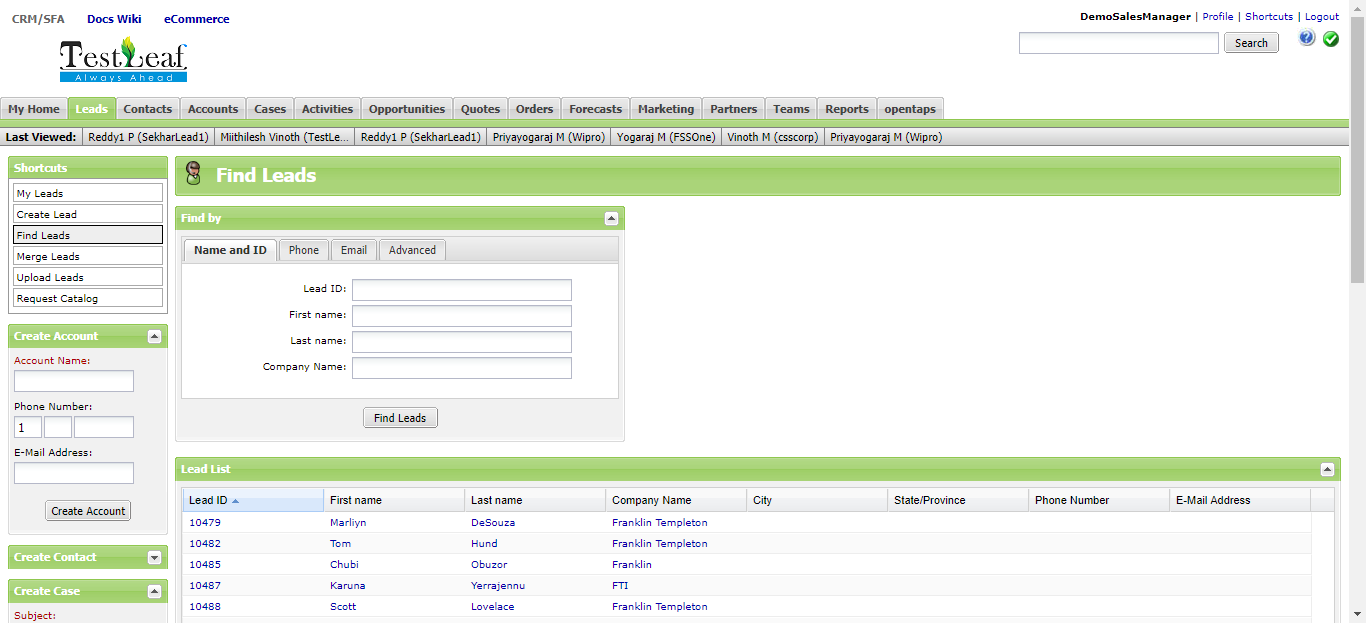 CRM/SFA Docs Wiki eCommerce
DemoSalesManager | Profile | Shortcuts | Logout
Search
TestLeaf
Always Ahead
My Home Leads Contacts Accounts Cases Activities Opportunities Quotes Orders Forecasts Marketing Partners Teams Reports opentaps
Last Viewed: Reddy1 P (SekharLead1) Miithilesh Vinoth (TestLe... Reddy1 P (SekharLead1) Priyayogaraj M (Wipro) Yogaraj M (FSSOne) Vinoth M (csscorp) Priyayogaraj M (Wipro)
Shortcuts
My Leads
Create Lead
Find Leads
Merge Leads
Upload Leads
Request Catalog
Create Account
Account Name:
Phone Number:
1
E-Mail Address:
Create Account
Create Contact
Create Case
Subject:
Find Leads
Find by
Name and ID Phone Email Advanced
Lead ID:
First name:
Last name:
Company Name:
Find Leads
Lead List
Lead ID First name Last name Company Name City State/Province Phone Number E-Mail Address
10479 Marliyn DeSouza Franklin Templeton
10482 Tom Hund Franklin Templeton
10485 Chubi Obuzor Franklin
10487 Karuna Yerrajennu FTI
10488 Scott Lovelace Franklin Templeton